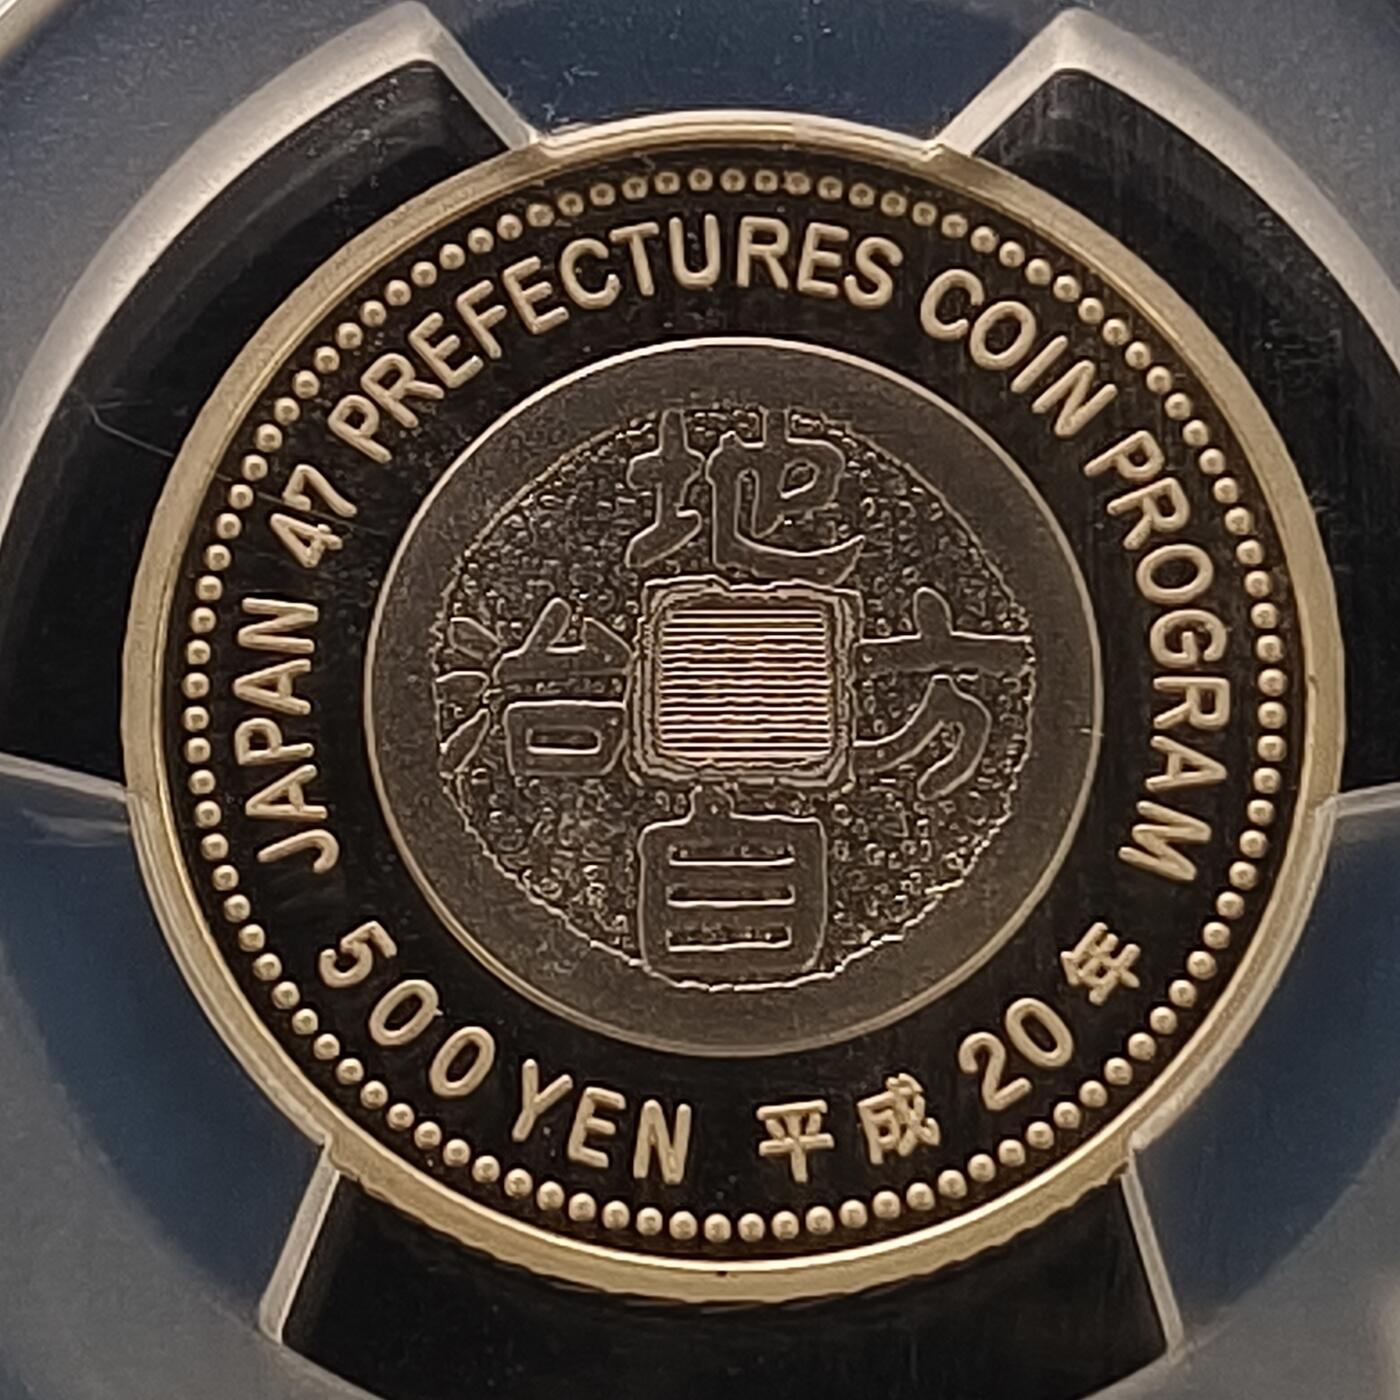 JAPAN 47 PREFECTURES COIN PROGRAM
500 YEN 平成 20 年
地方自治